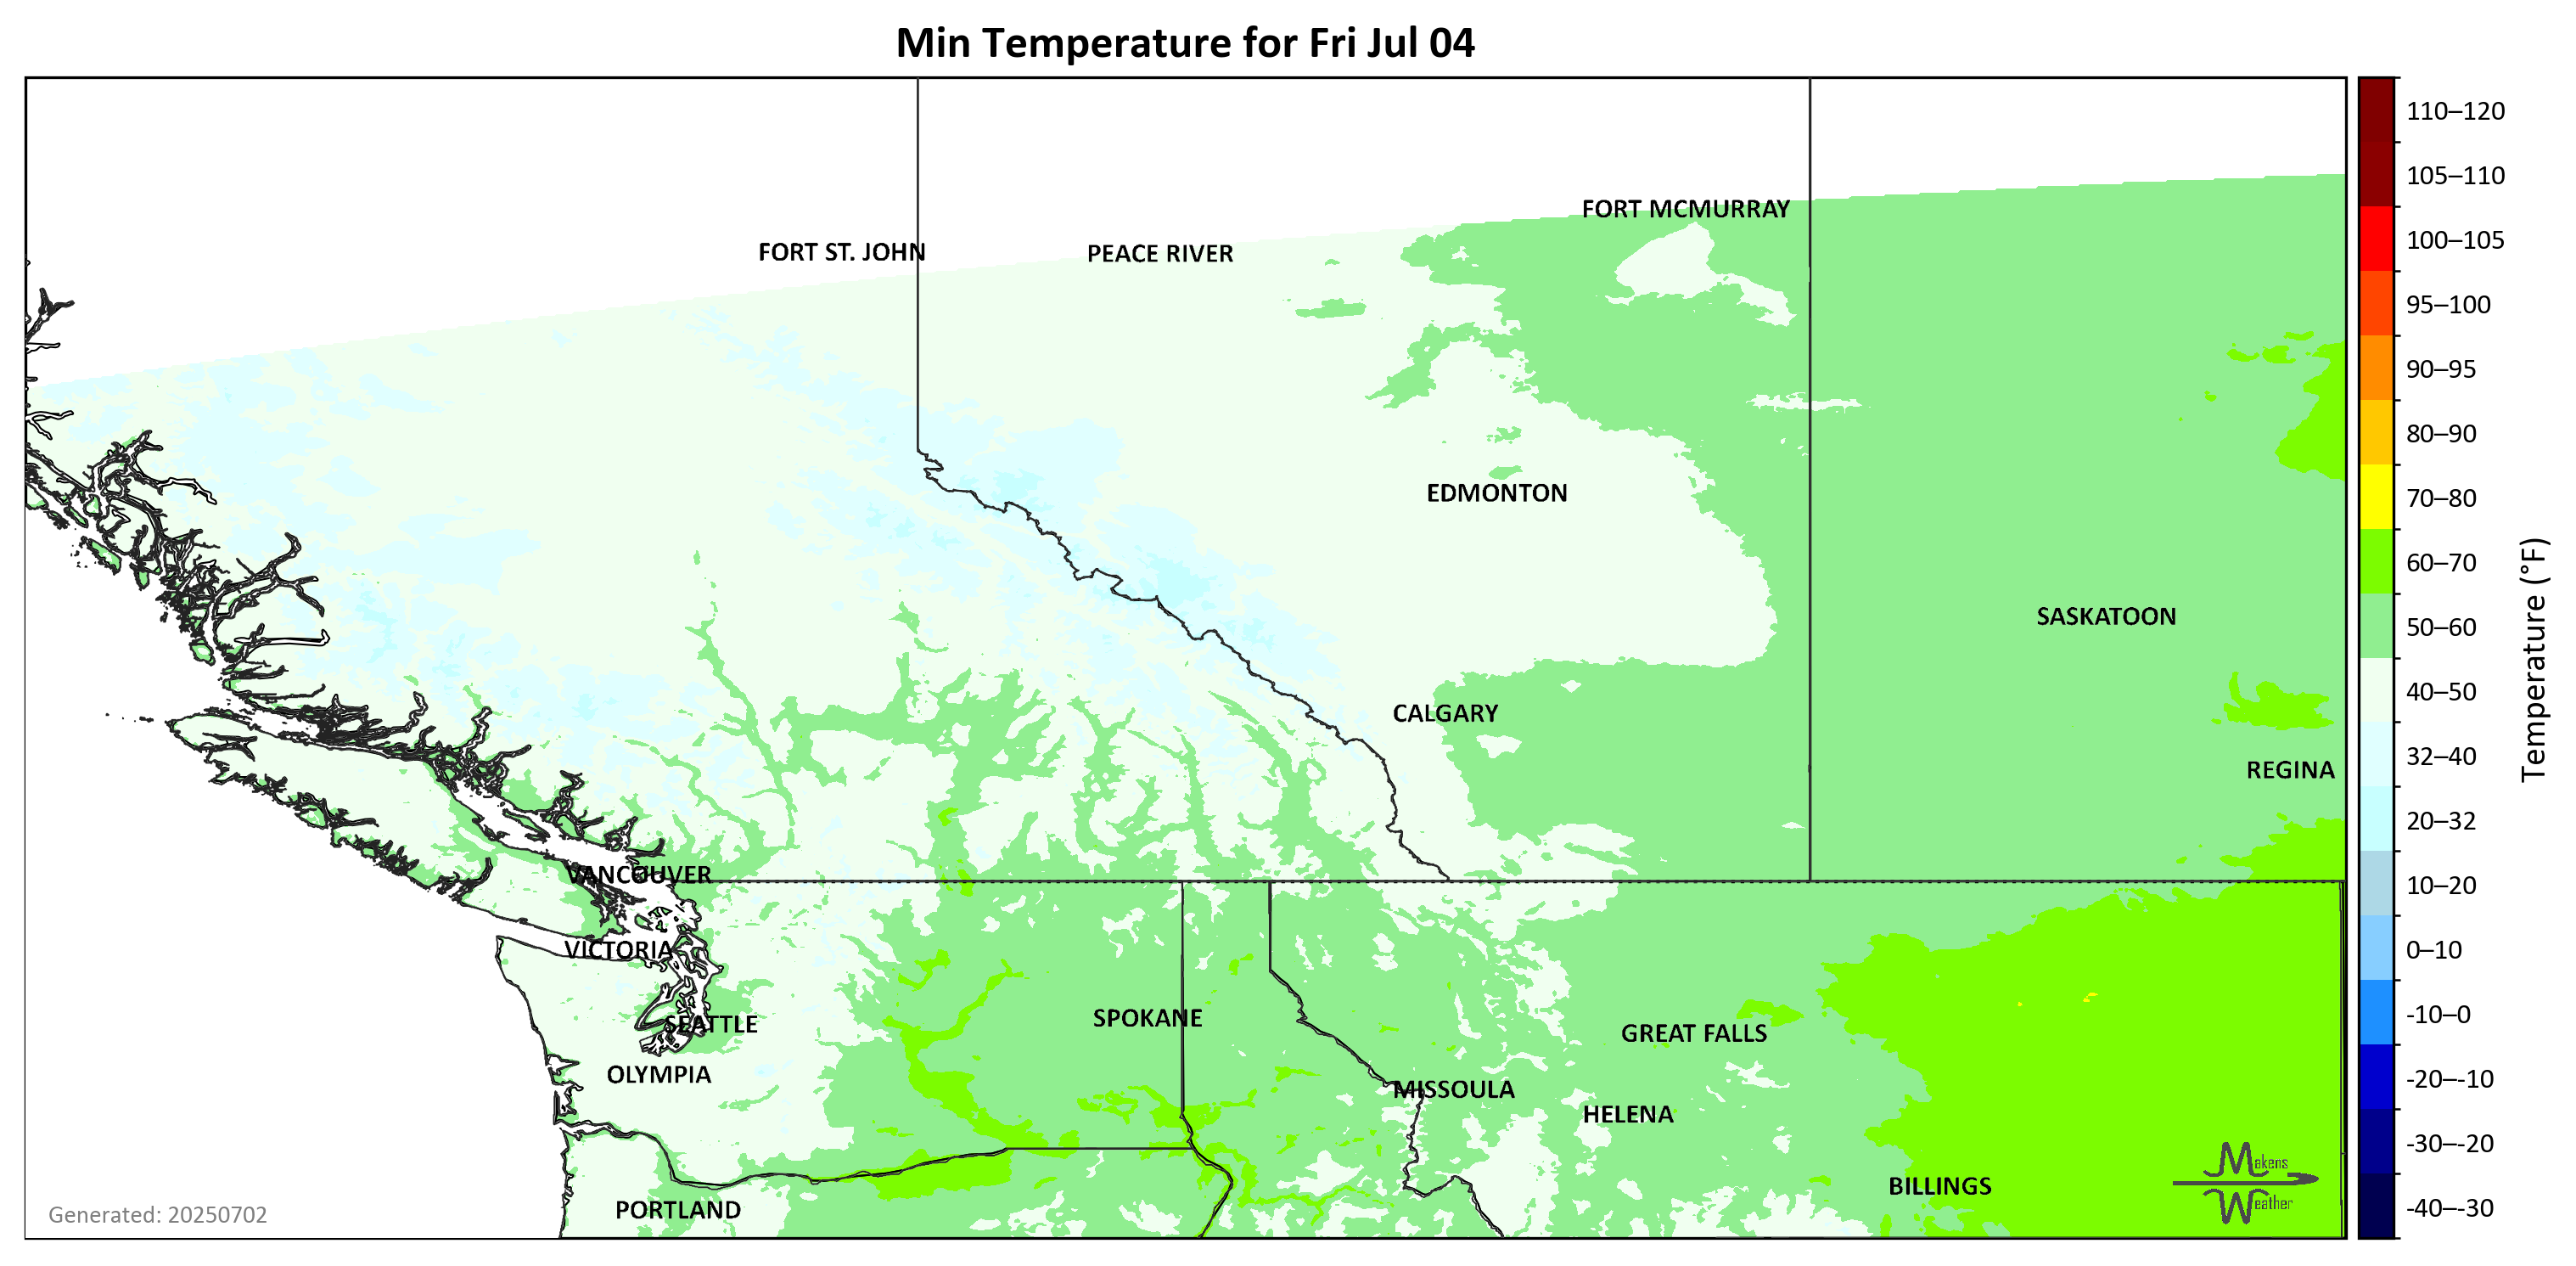 Min Temperature for Fri Jul 04
110–120
105–110
100–105
95–100
90–95
80–90
70–80
60–70
50–60
40–50
32–40
20–32
10–20
0–10
-10–0
-20–-10
-30–-20
-40–-30
Temperature (°F)
FORT MCMURRAY
FORT ST. JOHN
PEACE RIVER
EDMONTON
SASKATOON
CALGARY
REGINA
VANCOUVER
VICTORIA
SPOKANE
SEATTLE
GREAT FALLS
OLYMPIA
MISSOULA
HELENA
BILLINGS
PORTLAND
Makens
Weather
Generated: 20250702